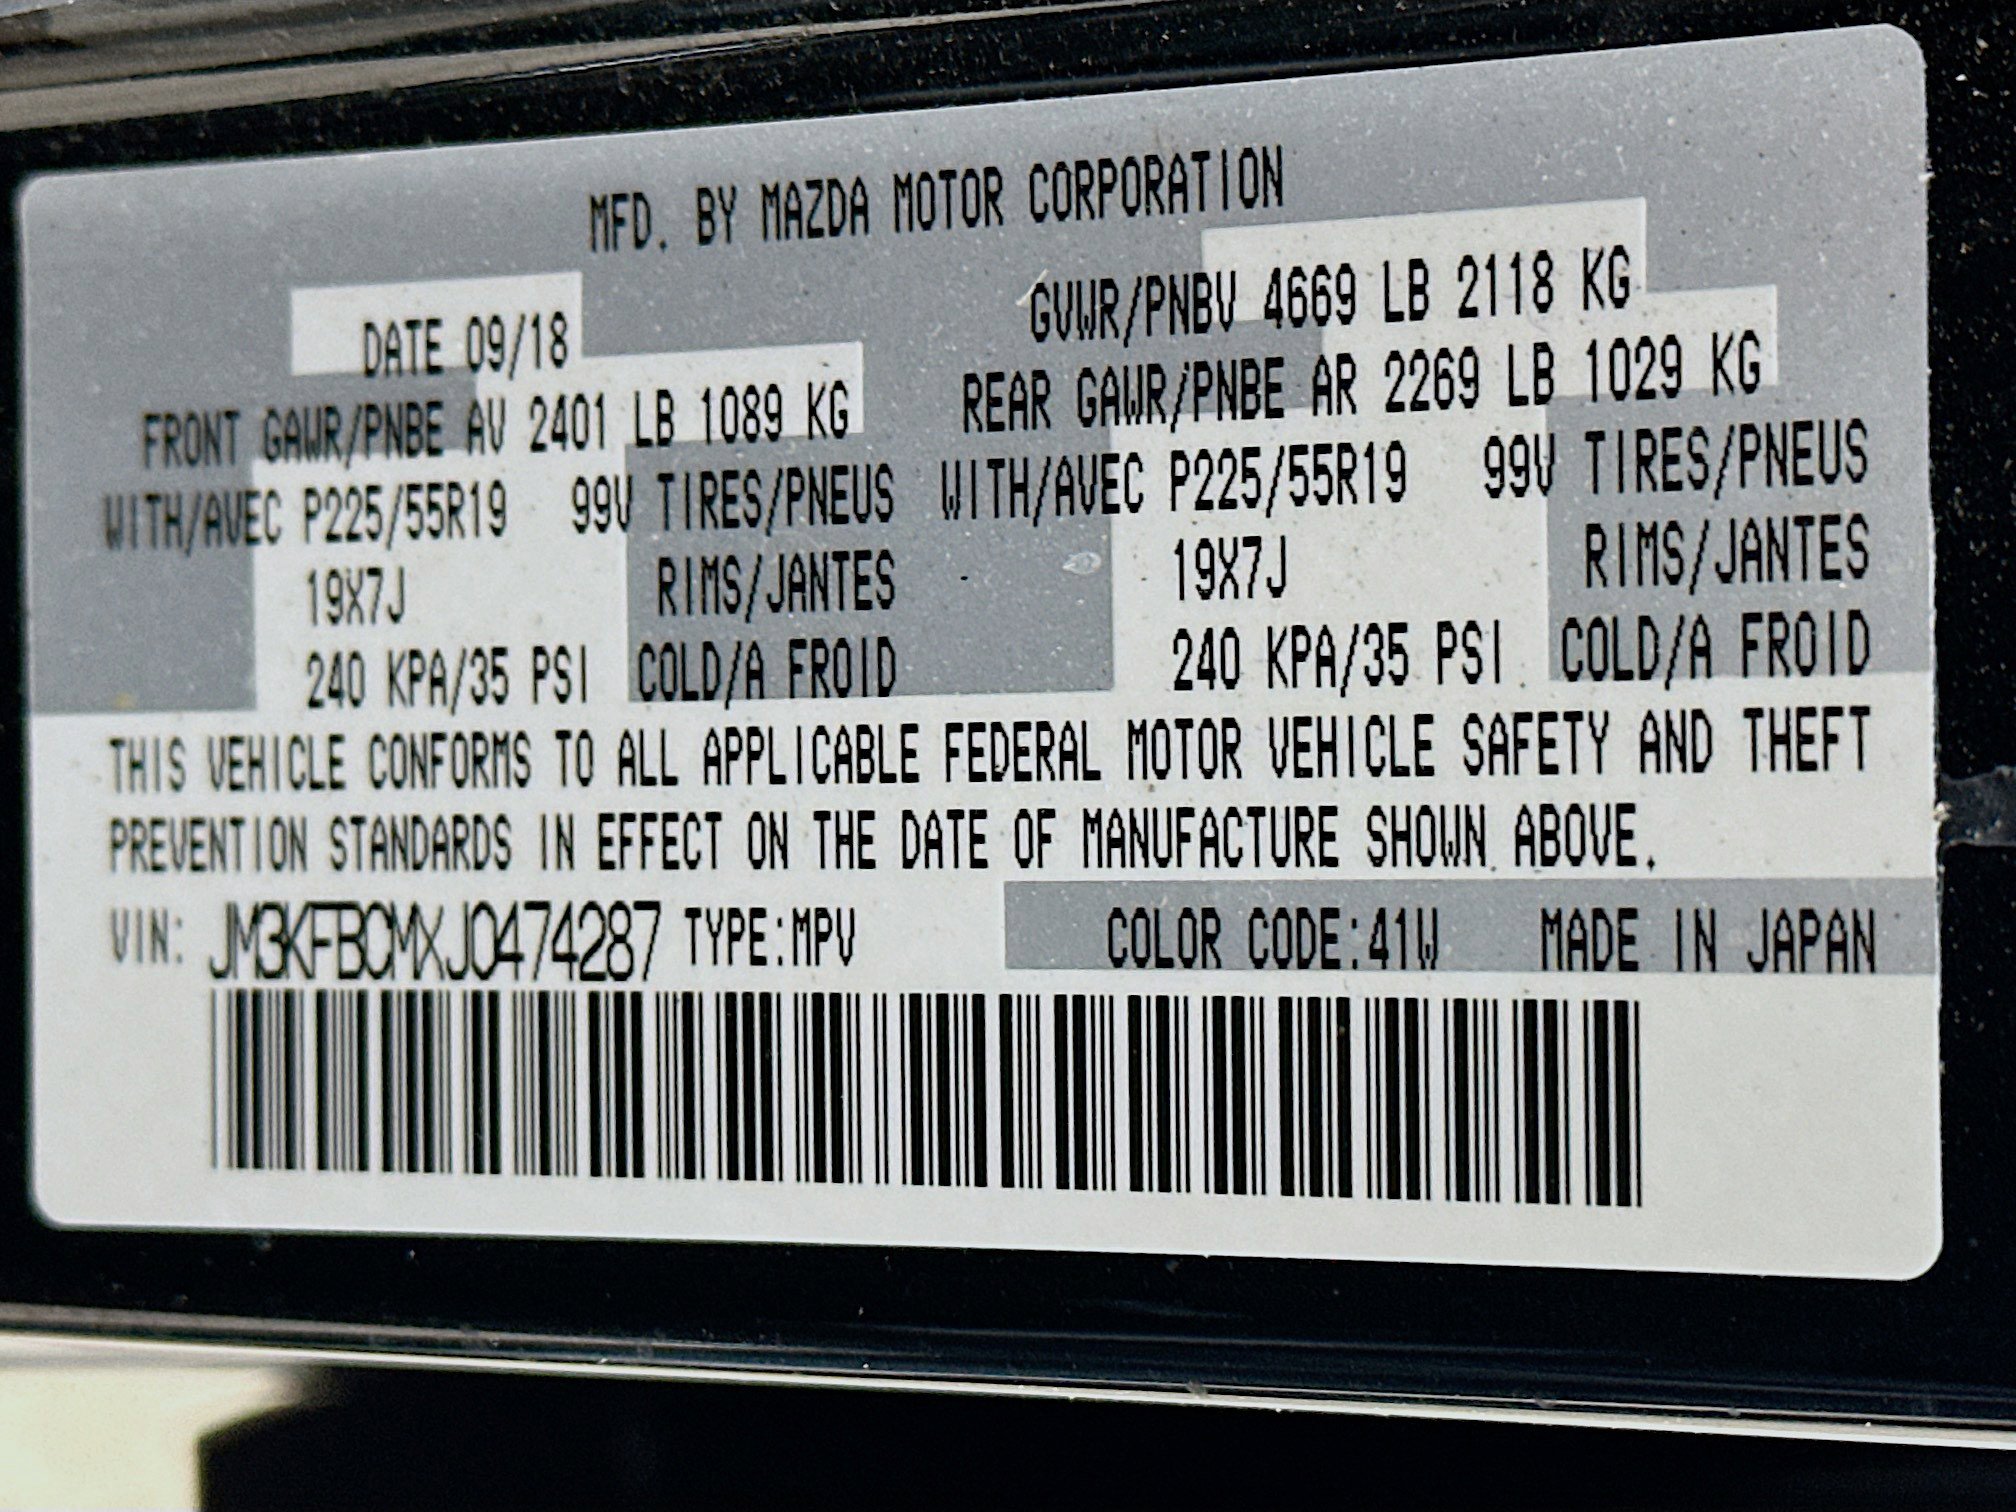 MFD. BY MAZDA MOTOR CORPORATION
DATE 09/18
GVWR/PNBV 4669 LB 2118 KG
FRONT GAWR/PNBE AV 2401 LB 1089 KG
REAR GAWR/PNBE AR 2269 LB 1029 KG
WITH/AVEC P225/55R19 99V TIRES/PNEUS
WITH/AVEC P225/55R19 99V TIRES/PNEUS
19X7J RIMS/JANTES
19X7J RIMS/JANTES
240 KPA/35 PSI COLD/A FROID
240 KPA/35 PSI COLD/A FROID
THIS VEHICLE CONFORMS TO ALL APPLICABLE FEDERAL MOTOR VEHICLE SAFETY AND THEFT
PREVENTION STANDARDS IN EFFECT ON THE DATE OF MANUFACTURE SHOWN ABOVE.
VIN: JM3KFBCMXJ0474287 TYPE:MPV COLOR CODE:41W MADE IN JAPAN